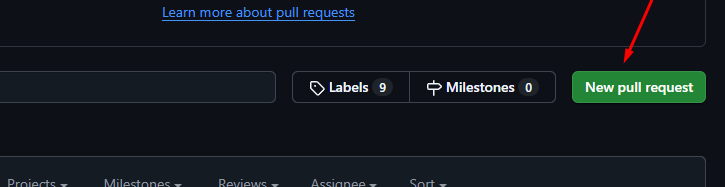 Learn more about pull requests
Labels 9 Milestones 0 New pull request
Projects Milestones Reviews Assignee Sort